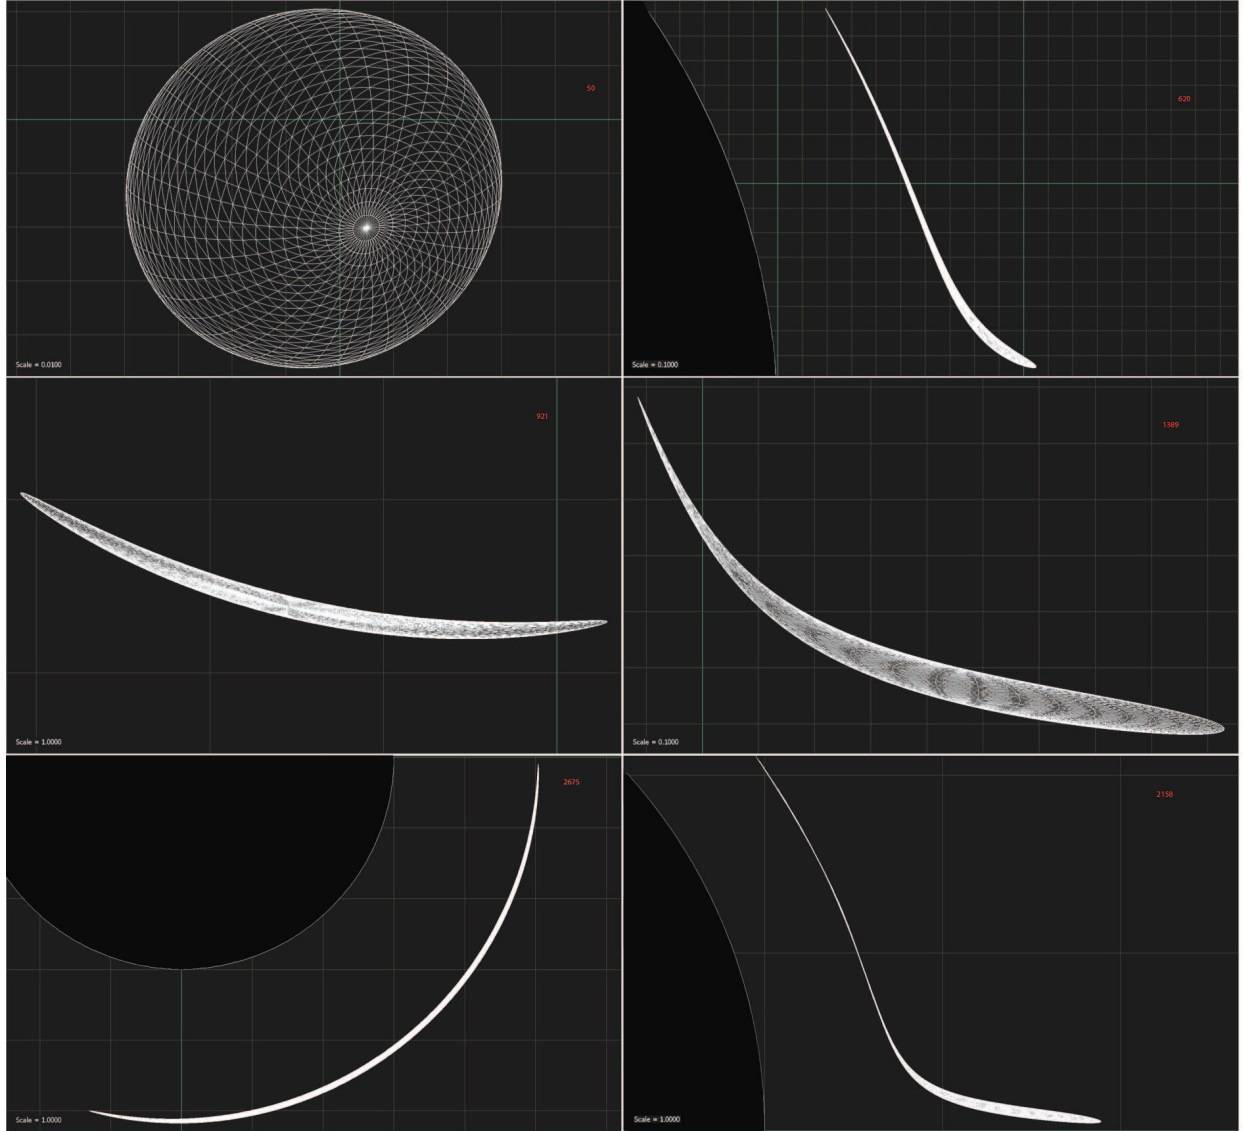 50
Scale = 0.0100
620
Scale = 0.1000
921
Scale = 1.0000
1389
Scale = 0.1000
2675
Scale = 1.0000
2158
Scale = 1.0000